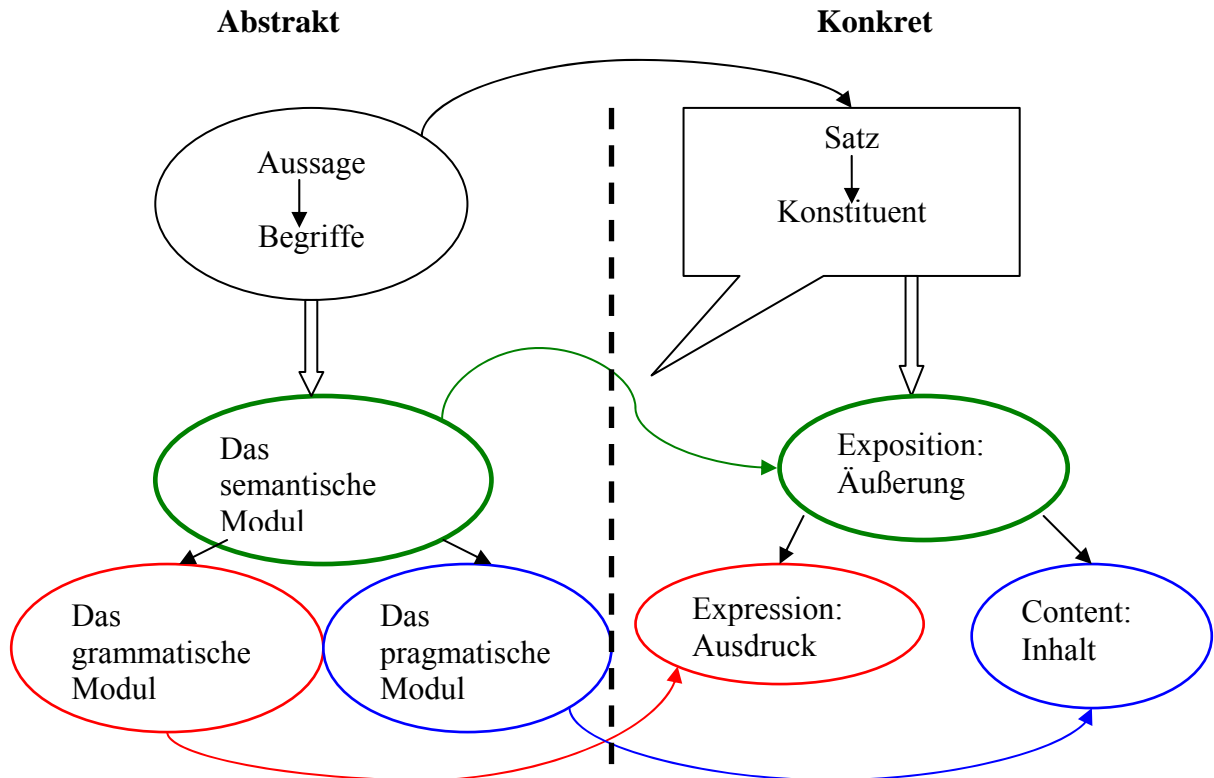 Abstrakt
Konkret
Aussage
Begriffe
Satz
Konstituent
Das
semantische
Modul
Exposition:
Äußerung
Das
grammatische
Modul
Das
pragmatische
Modul
Expression:
Ausdruck
Content:
Inhalt